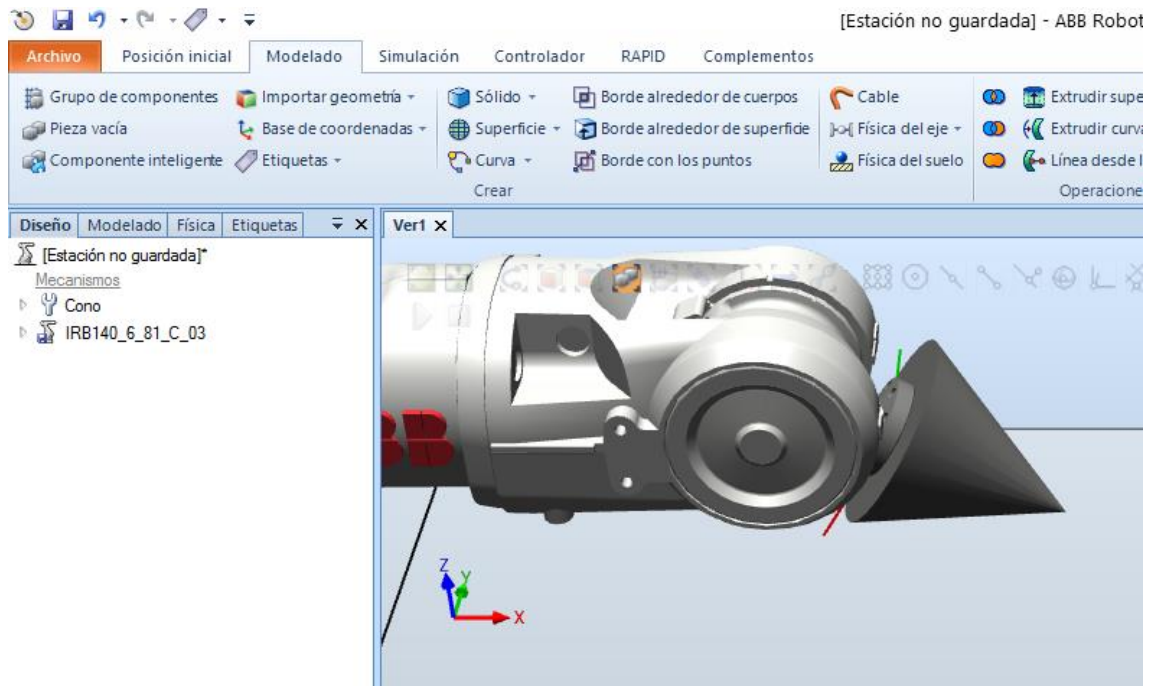 [Estación no guardada] - ABB Robot
Archivo Posición inicial Modelado Simulación Controlador RAPID Complementos
Grupo de componentes Importar geometría Sólido Borde alrededor de cuerpos Cable Extrudir supe
Pieza vacía Base de coordenadas Superficie Borde alrededor de superficie Física del eje Extrudir curva
Componente inteligente Etiquetas Curva Borde con los puntos Física del suelo Línea desde l
Crear Operacione
Diseño Modelado Física Etiquetas Ver1
[Estación no guardada]*
Mecanismos
Cono
IRB140_6_81_C_03
BB
Z
Y
X